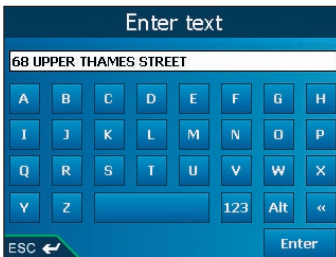 Enter text
68 UPPER THAMES STREET
A B C D E F G H
I J K L M N O P
Q R S T U V W X
Y Z 123 Alt «
ESC Enter